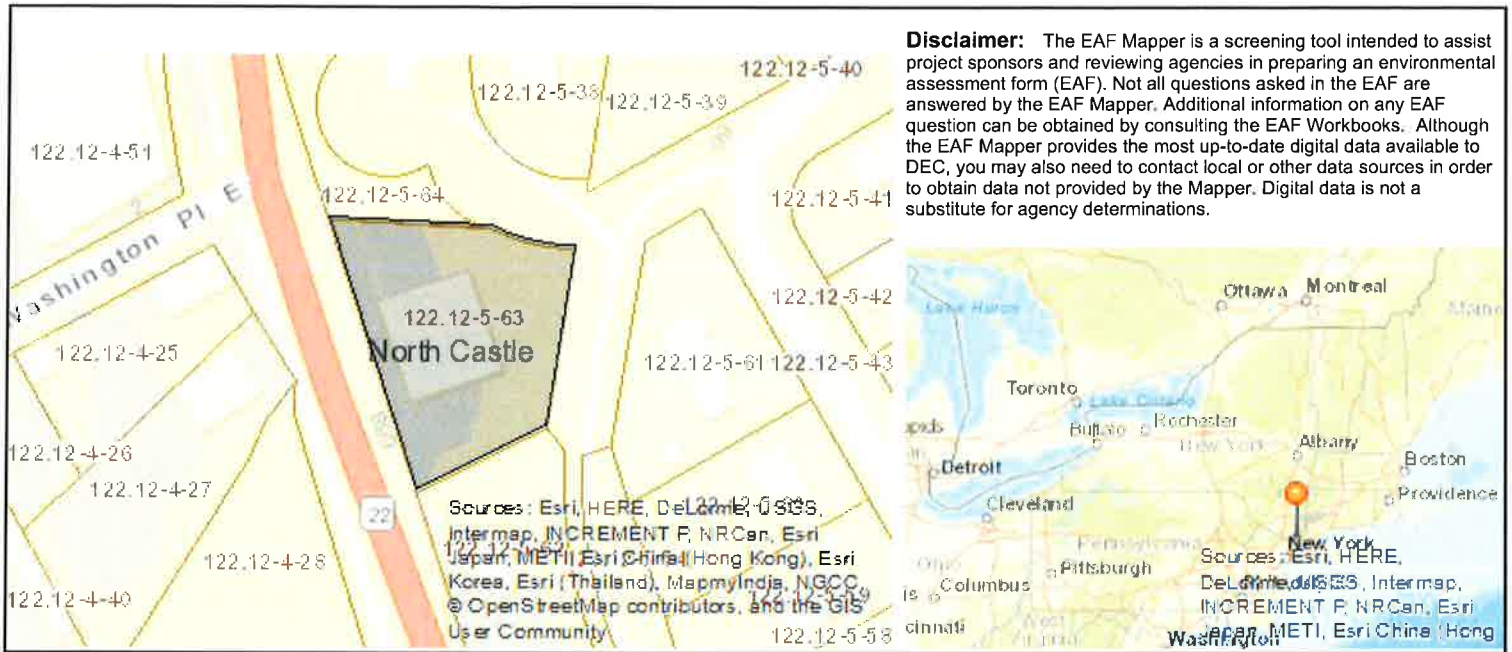 Disclaimer: The EAF Mapper is a screening tool intended to assist
project sponsors and reviewing agencies in preparing an environmental
assessment form (EAF). Not all questions asked in the EAF are
answered by the EAF Mapper. Additional information on any EAF
question can be obtained by consulting the EAF Workbooks. Although
the EAF Mapper provides the most up-to-date digital data available to
DEC, you may also need to contact local or other data sources in order
to obtain data not provided by the Mapper. Digital data is not a
substitute for agency determinations.
122.12-5-40
122.12-5-38
122.12-5-39
122.12-4-51
122.12-5-64
122.12-5-41
Washington Pl E
122.12-5-42
122.12-5-63
North Castle
122.12-4-25
122.12-5-61
122.12-5-43
122.12-4-26
122.12-4-27
22
122.12-4-28
122.12-4-40
122.12-5-58
Sources: Esri, HERE, DeLorme, USGS,
Intermap, INCREMENT P, NRCan, Esri
Japan, METI, Esri China (Hong Kong), Esri
Korea, Esri (Thailand), MapmyIndia, NGCC,
© OpenStreetMap contributors, and the GIS
User Community
Ottawa
Montreal
Maine
Lake Huron
Toronto
Lake Ontario
Rochester
Buffalo
New York
Albany
Boston
Detroit
Providence
Cleveland
New York
Pennsylvania
Ohio
Pittsburgh
Columbus
West
Washington
Sources: Esri, HERE,
DeLorme, USGS, Intermap,
INCREMENT P, NRCan, Esri
Japan, METI, Esri China (Hong